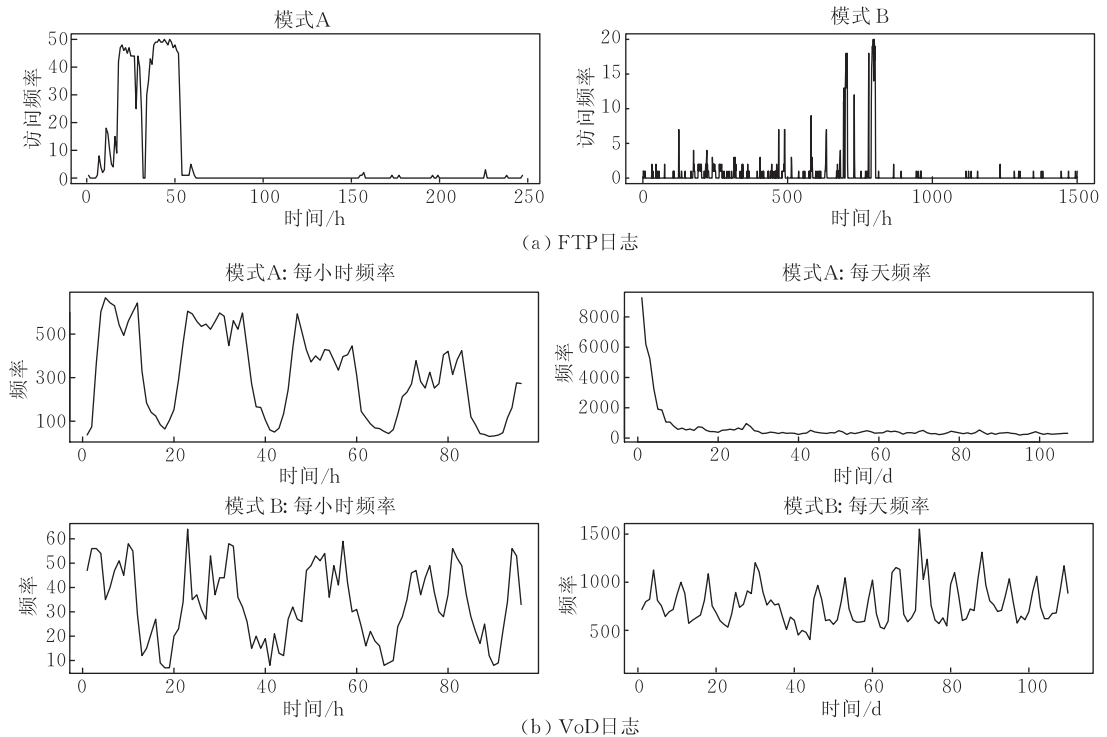 模式A
模式 B
访问频率
50
40
30
20
10
0
0 50 100 150 200 250
时间/h
访问频率
20
15
10
5
0
0 500 1000 1500
时间/h
(a) FTP日志
模式A: 每小时频率
模式A: 每天频率
频率
500
300
100
0 20 40 60 80
时间/h
频率
8000
6000
4000
2000
0
0 20 40 60 80 100
时间/d
模式 B: 每小时频率
模式B: 每天频率
频率
60
50
40
30
20
10
0 20 40 60 80
时间/h
频率
1500
1000
500
0 20 40 60 80 100
时间/d
(b) VoD日志